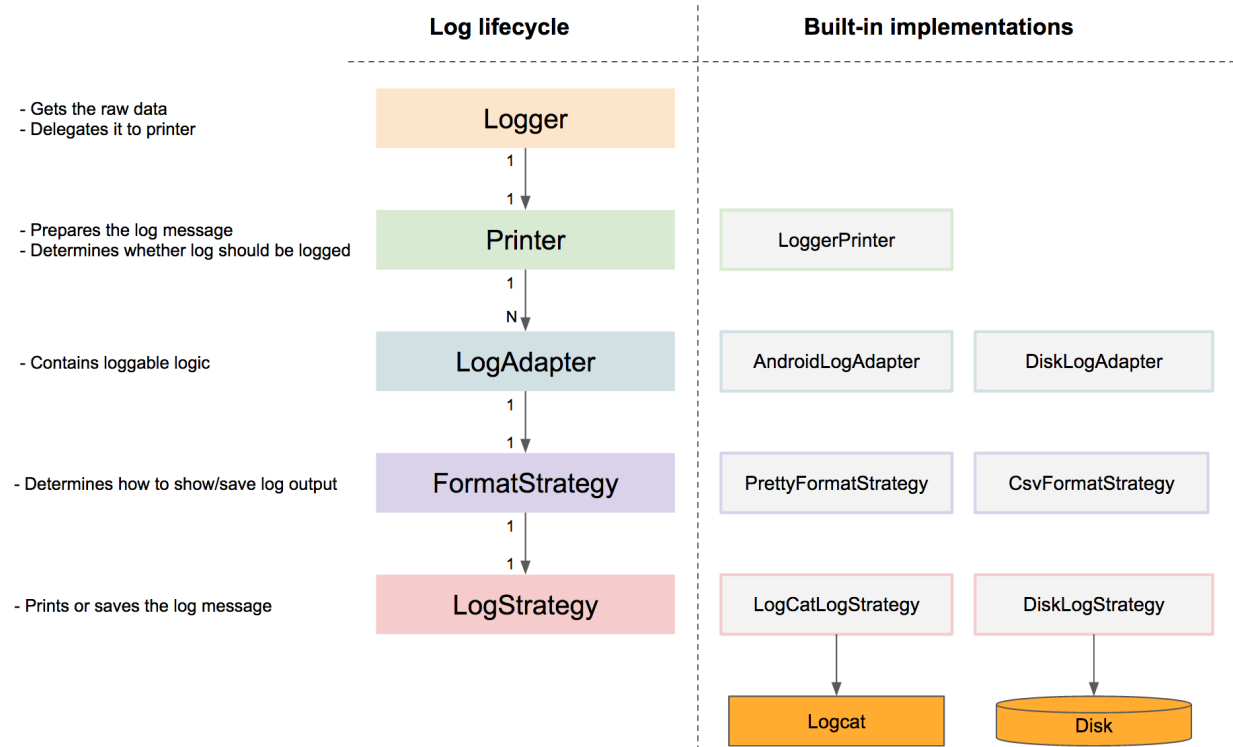 Log lifecycle
Built-in implementations
- Gets the raw data
- Delegates it to printer
Logger
1
1
- Prepares the log message
- Determines whether log should be logged
Printer
LoggerPrinter
1
N
- Contains loggable logic
LogAdapter
AndroidLogAdapter
DiskLogAdapter
1
1
- Determines how to show/save log output
FormatStrategy
PrettyFormatStrategy
CsvFormatStrategy
1
1
- Prints or saves the log message
LogStrategy
LogCatLogStrategy
DiskLogStrategy
Logcat
Disk